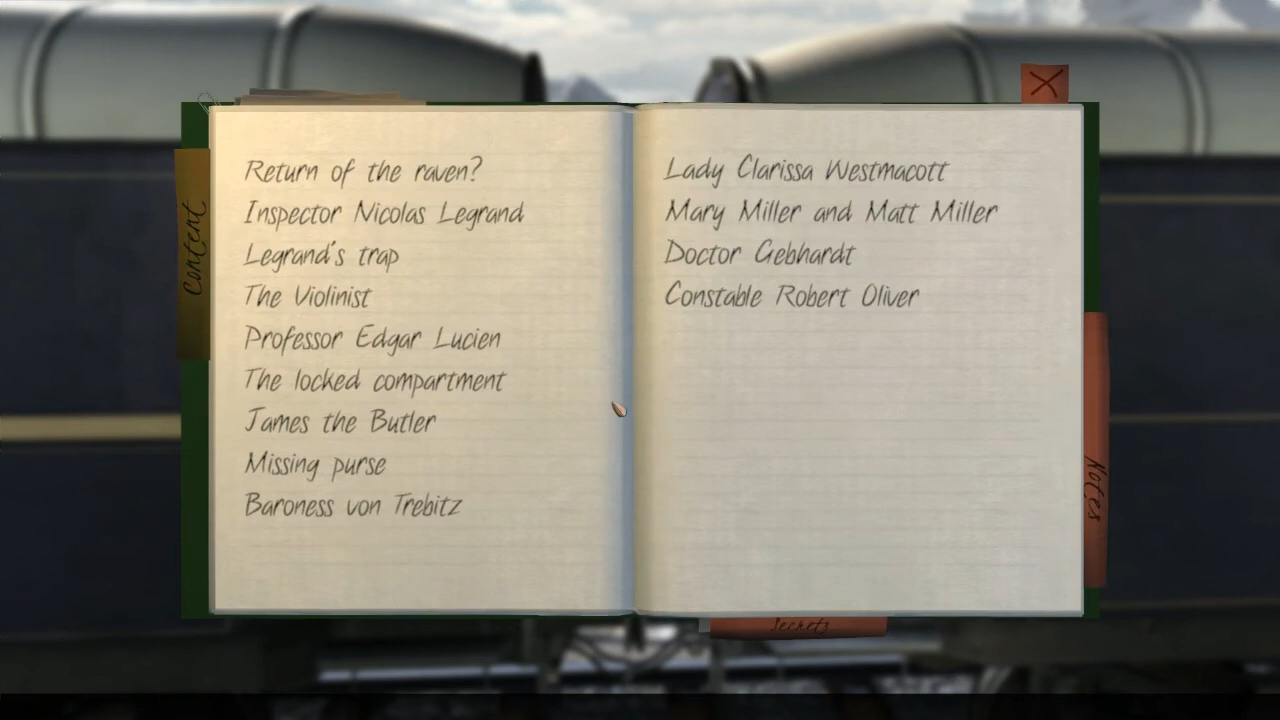 content
Return of the raven?
Inspector Nicolas Legrand
Legrand's trap
The Violinist
Professor Edgar Lucien
The locked compartment
James the Butler
Missing purse
Baroness von Trebitz
Lady Clarissa Westmacott
Mary Miller and Matt Miller
Doctor Gebhardt
Constable Robert Oliver
X
Notes
Secrets